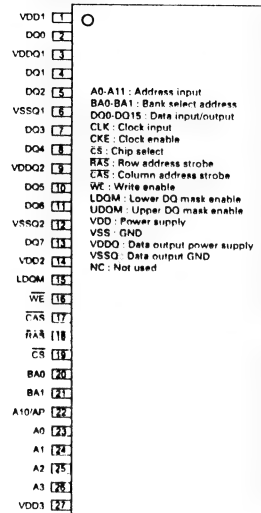 VDD1 1
DQ0 2
VDDQ1 3
DQ1 4
DQ2 5
VSSQ1 6
DQ3 7
DQ4 8
VDDQ2 9
DQ5 10
DQ6 11
VSSQ2 12
DQ7 13
VDD2 14
LDQM 15
WE 16
CAS 17
RAS 18
CS 19
BA0 20
BA1 21
A10/AP 22
A0 23
A1 24
A2 25
A3 26
VDD3 27
A0-A11 : Address input
BA0-BA1 : Bank select address
DQ0-DQ15 : Data input/output
CLK : Clock input
CKE : Clock enable
CS : Chip select
RAS : Row address strobe
CAS : Column address strobe
WE : Write enable
LDQM : Lower DQ mask enable
UDQM : Upper DQ mask enable
VDD : Power supply
VSS : GND
VDDQ : Data output power supply
VSSQ : Data output GND
NC : Not used